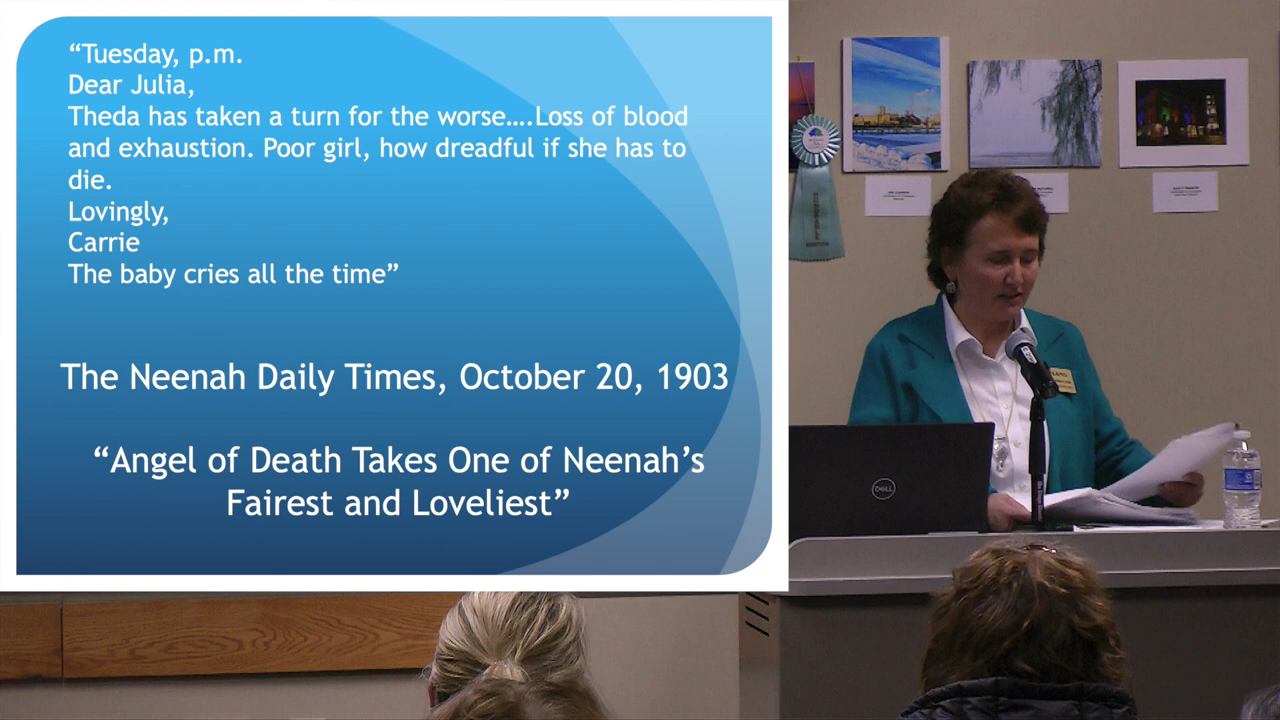 “Tuesday, p.m.
Dear Julia,
Theda has taken a turn for the worse….Loss of blood
and exhaustion. Poor girl, how dreadful if she has to
die.
Lovingly,
Carrie
The baby cries all the time”
The Neenah Daily Times, October 20, 1903
“Angel of Death Takes One of Neenah’s
Fairest and Loveliest”
DELL